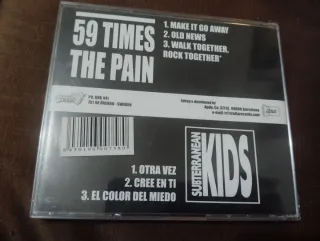 59 TIMES
THE PAIN
1. MAKE IT GO AWAY
2. OLD NEWS
3. WALK TOGETHER,
ROCK TOGETHER*
SUBTERRANEAN
KIDS
1. OTRA VEZ
2. CREE EN TI
3. EL COLOR DEL MIEDO